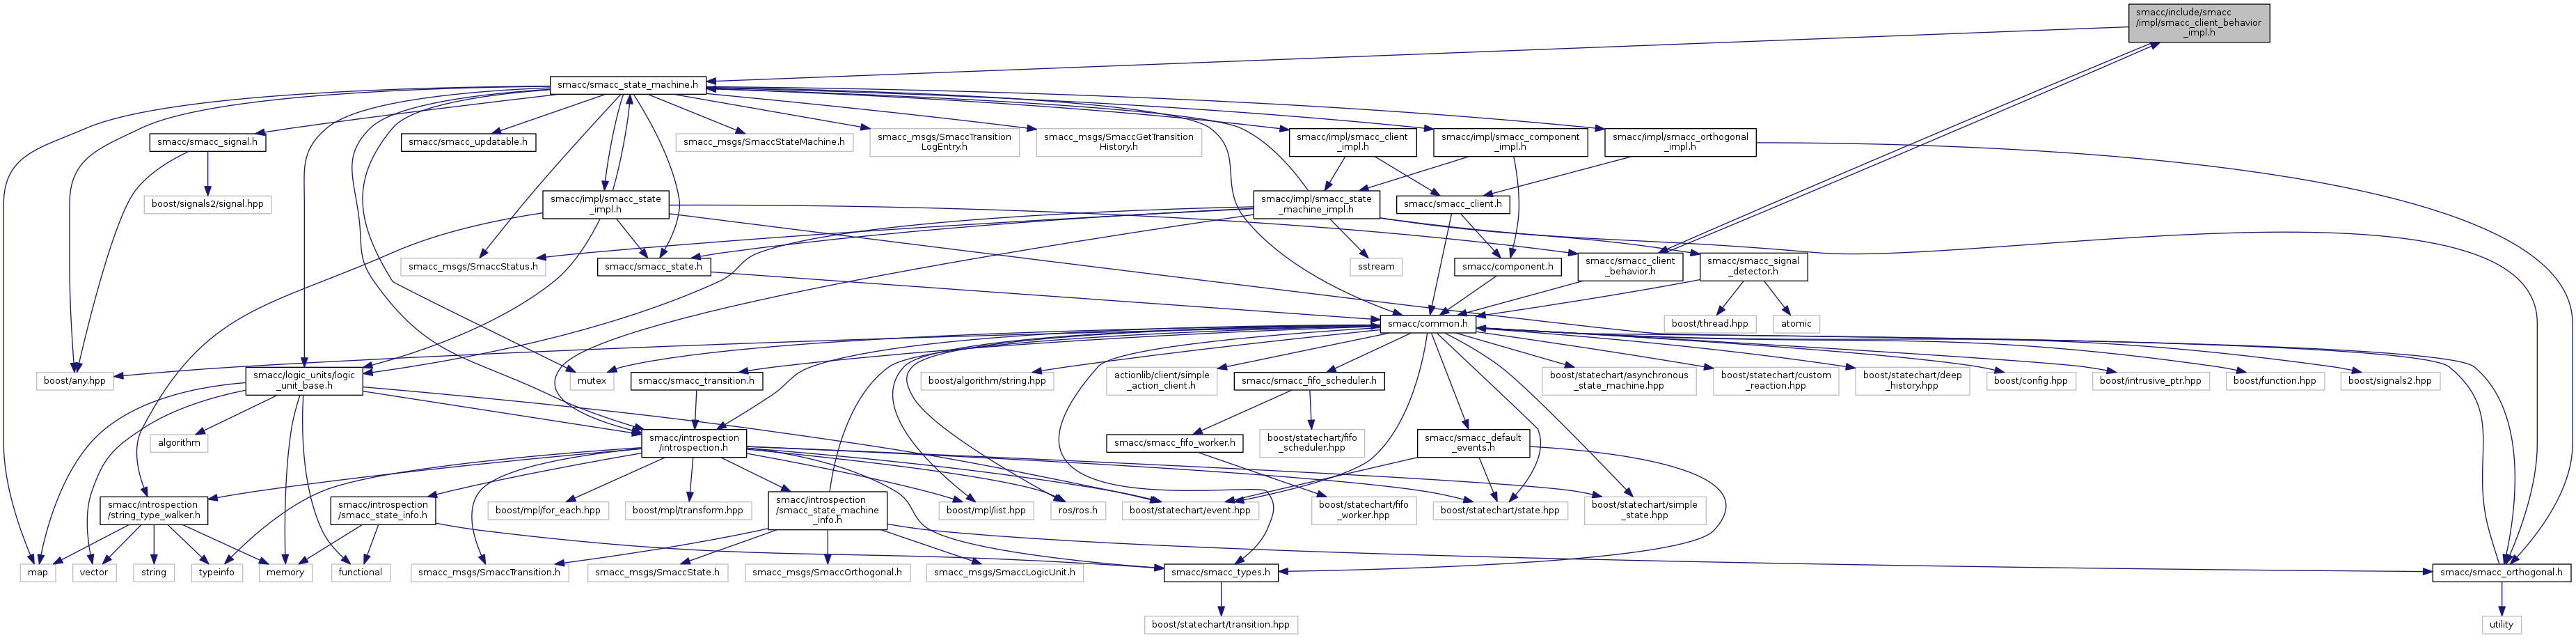 smacc/include/smacc
/impl/smacc_client_behavior
_impl.h
smacc/smacc_state_machine.h
smacc/smacc_signal.h
smacc/smacc_updatable.h
smacc_msgs/SmaccStateMachine.h
smacc_msgs/SmaccTransition
LogEntry.h
smacc_msgs/SmaccGetTransition
History.h
smacc/impl/smacc_client
_impl.h
smacc/impl/smacc_component
_impl.h
smacc/impl/smacc_orthogonal
_impl.h
boost/signals2/signal.hpp
smacc/impl/smacc_state
_impl.h
smacc/impl/smacc_state
_machine_impl.h
smacc/smacc_client.h
smacc_msgs/SmaccStatus.h
smacc/smacc_state.h
sstream
smacc/component.h
smacc/smacc_client
_behavior.h
smacc/smacc_signal
_detector.h
smacc/common.h
boost/thread.hpp
atomic
boost/any.hpp
smacc/logic_units/logic
_unit_base.h
mutex
smacc/smacc_transition.h
boost/algorithm/string.hpp
actionlib/client/simple
_action_client.h
smacc/smacc_fifo_scheduler.h
boost/statechart/asynchronous
_state_machine.hpp
boost/statechart/custom
_reaction.hpp
boost/statechart/deep
_history.hpp
boost/config.hpp
boost/intrusive_ptr.hpp
boost/function.hpp
boost/signals2.hpp
algorithm
smacc/introspection
/introspection.h
smacc/smacc_fifo_worker.h
boost/statechart/fifo
_scheduler.hpp
smacc/smacc_default
_events.h
smacc/introspection
/string_type_walker.h
smacc/introspection
/smacc_state_info.h
boost/mpl/for_each.hpp
boost/mpl/transform.hpp
smacc/introspection
/smacc_state_machine
_info.h
boost/mpl/list.hpp
ros/ros.h
boost/statechart/event.hpp
boost/statechart/fifo
_worker.hpp
boost/statechart/state.hpp
boost/statechart/simple
_state.hpp
map
vector
string
typeinfo
memory
functional
smacc_msgs/SmaccTransition.h
smacc_msgs/SmaccState.h
smacc_msgs/SmaccOrthogonal.h
smacc_msgs/SmaccLogicUnit.h
smacc/smacc_types.h
smacc/smacc_orthogonal.h
boost/statechart/transition.hpp
utility